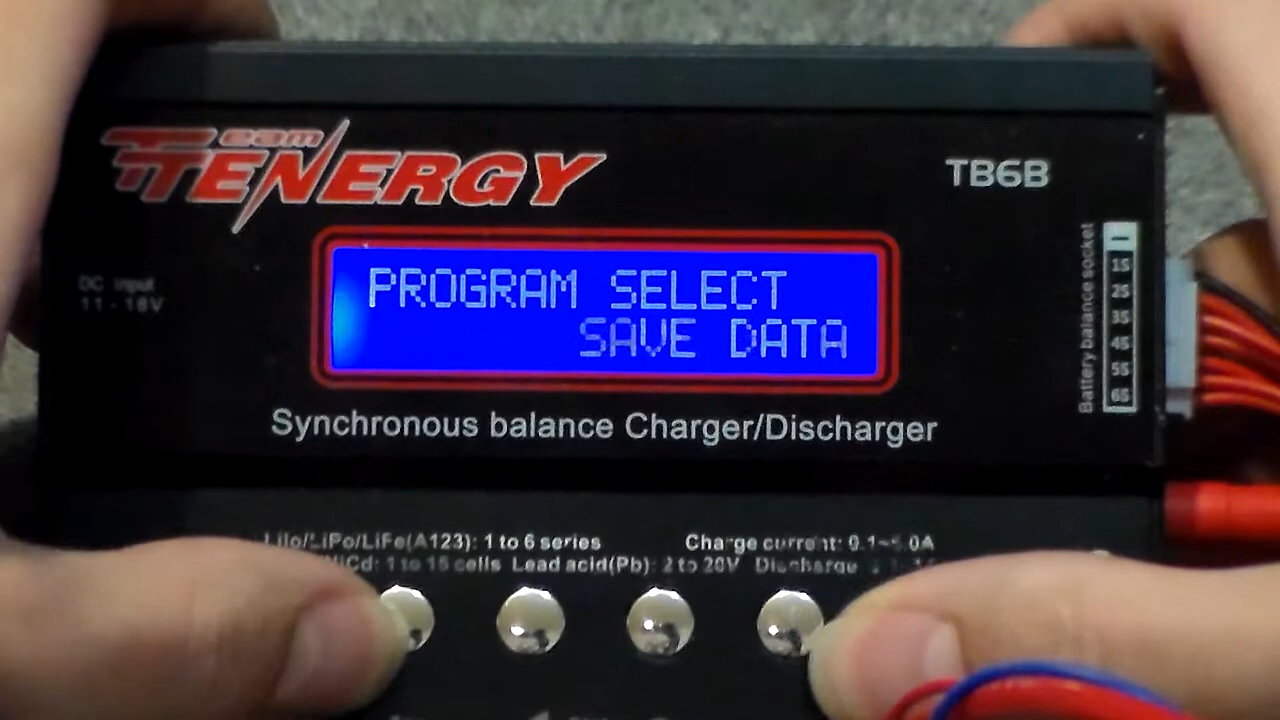 Team
TENERGY
TB6B
DC Input
11 - 18V
PROGRAM SELECT
SAVE DATA
Battery balance socket
1S
2S
3S
4S
5S
6S
Synchronous balance Charger/Discharger
LiIo/LiPo/LiFe(A123): 1 to 6 series
Charge current: 0.1~5.0A
NiCd: 1 to 15 cells Lead acid(Pb): 2 to 20V Discharge